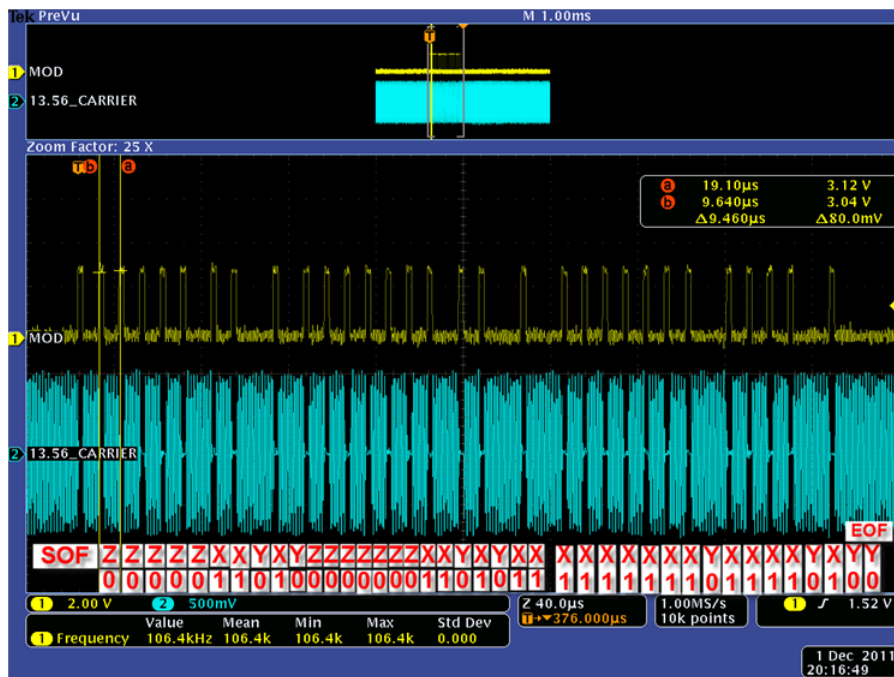 Tek PreVu M 1.00ms
T
1 MOD
2 13.56_CARRIER
Zoom Factor: 25 X
T b a
a 19.10µs 3.12 V
b 9.640µs 3.04 V
Δ9.460µs Δ80.0mV
1 MOD
2 13.56_CARRIER
EOF
SOF Z Z Z Z Z X X Y X Y Z Z Z Z Z Z X X Y X Y X X X X X X X X X Y X X X X Y X Y Y
0 0 0 0 0 1 1 0 1 0 0 0 0 0 0 0 1 1 0 1 0 1 1 1 1 1 1 1 1 1 0 1 1 1 1 0 1 0 0
1 2.00 V 2 500mV Z 40.0µs 1.00MS/s 1 1.52 V
T→▼376.000µs 10k points
Value Mean Min Max Std Dev
1 Frequency 106.4kHz 106.4k 106.4k 106.4k 0.000
1 Dec 2011
20:16:49